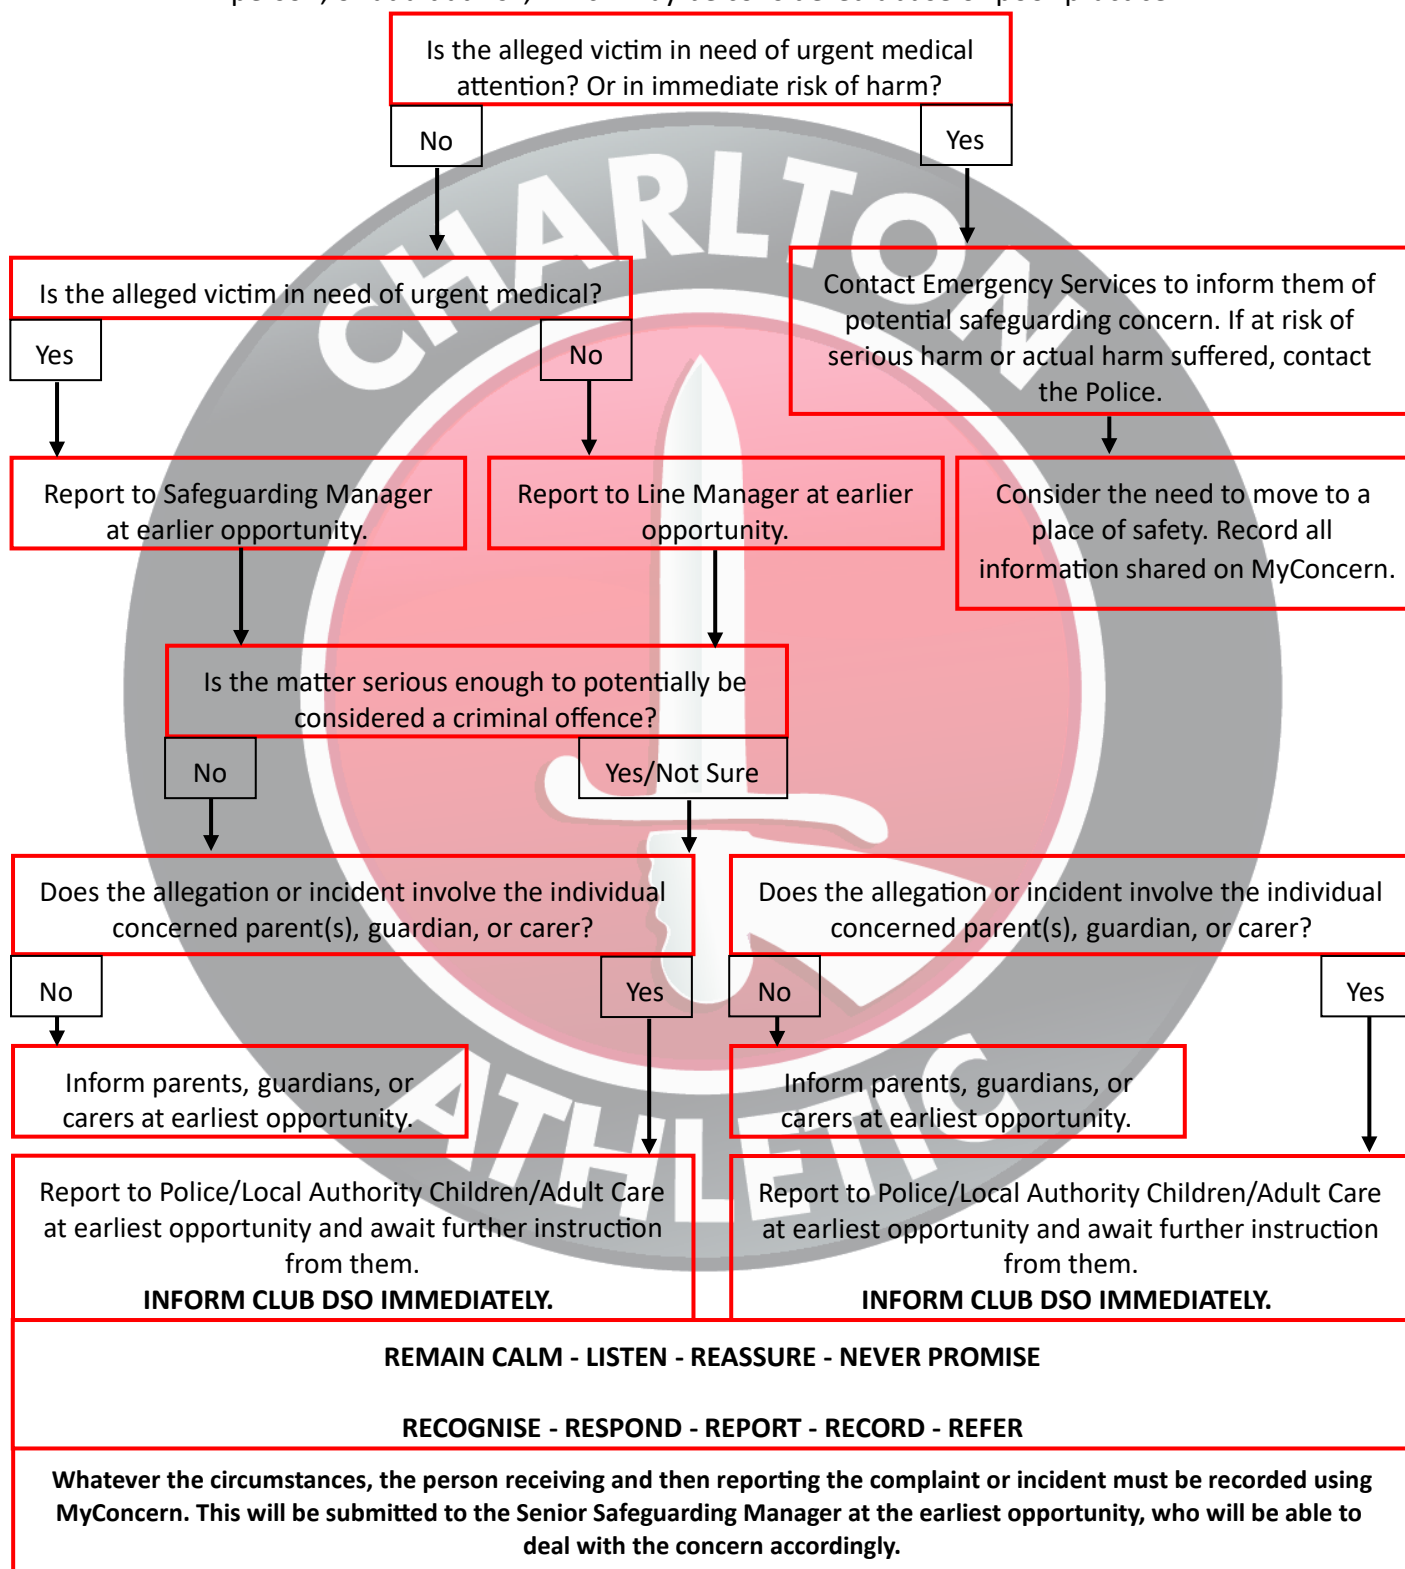 Is the alleged victim in need of urgent medical
attention? Or in immediate risk of harm?
No
Yes
Is the alleged victim in need of urgent medical?
Contact Emergency Services to inform them of
potential safeguarding concern. If at risk of
serious harm or actual harm suffered, contact
the Police.
Yes
No
Report to Safeguarding Manager
at earlier opportunity.
Report to Line Manager at earlier
opportunity.
Consider the need to move to a
place of safety. Record all
information shared on MyConcern.
Is the matter serious enough to potentially be
considered a criminal offence?
No
Yes/Not Sure
Does the allegation or incident involve the individual
concerned parent(s), guardian, or carer?
Does the allegation or incident involve the individual
concerned parent(s), guardian, or carer?
No
Yes
No
Yes
Inform parents, guardians, or
carers at earliest opportunity.
Inform parents, guardians, or
carers at earliest opportunity.
Report to Police/Local Authority Children/Adult Care
at earliest opportunity and await further instruction
from them.
INFORM CLUB DSO IMMEDIATELY.
Report to Police/Local Authority Children/Adult Care
at earliest opportunity and await further instruction
from them.
INFORM CLUB DSO IMMEDIATELY.
REMAIN CALM - LISTEN - REASSURE - NEVER PROMISE
RECOGNISE - RESPOND - REPORT - RECORD - REFER
Whatever the circumstances, the person receiving and then reporting the complaint or incident must be recorded using
MyConcern. This will be submitted to the Senior Safeguarding Manager at the earliest opportunity, who will be able to
deal with the concern accordingly.
CHARLTON
ATHLETIC